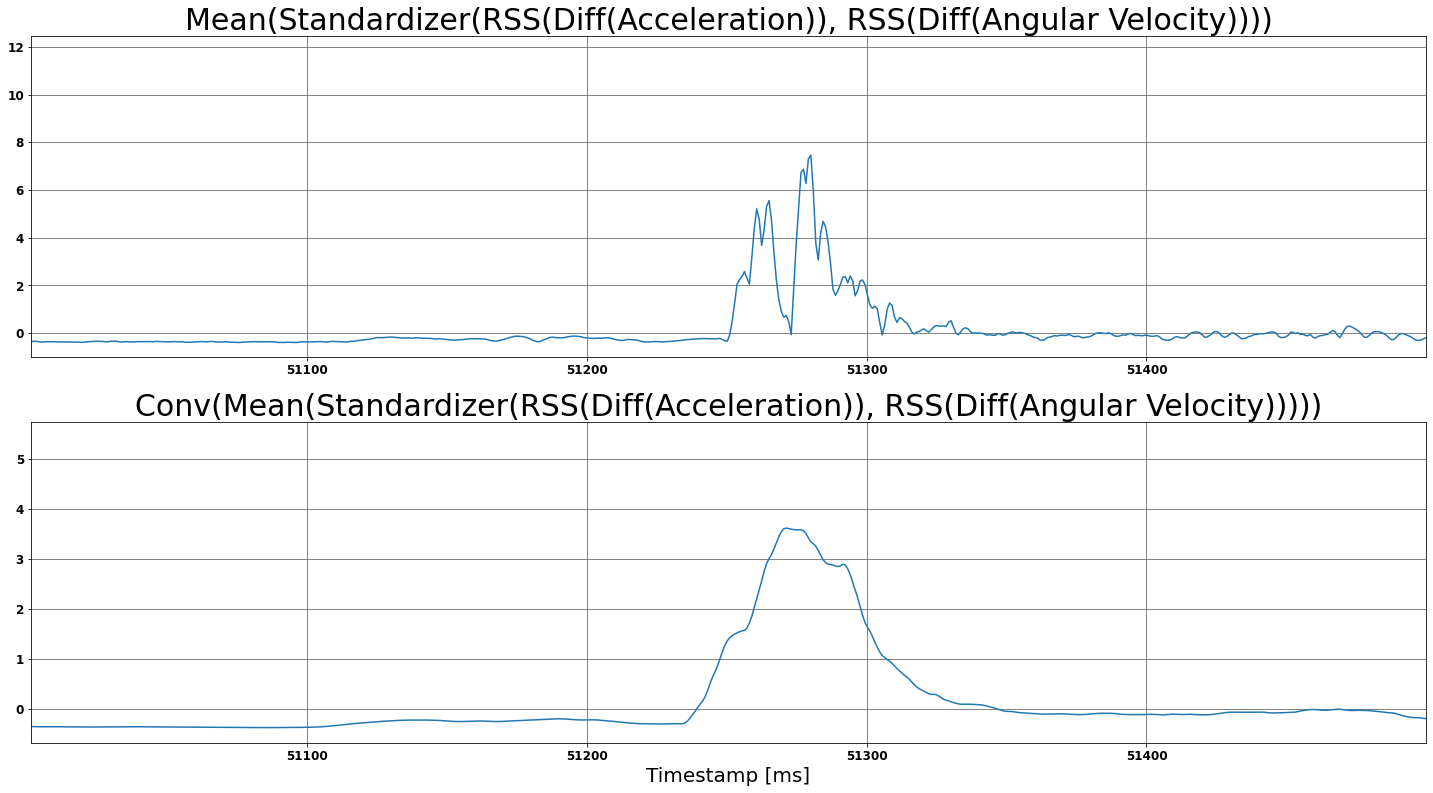 Mean(Standardizer(RSS(Diff(Acceleration)), RSS(Diff(Angular Velocity))))
12
10
8
6
4
2
0
51100 51200 51300 51400
Conv(Mean(Standardizer(RSS(Diff(Acceleration)), RSS(Diff(Angular Velocity)))))
5
4
3
2
1
0
51100 51200 51300 51400
Timestamp [ms]